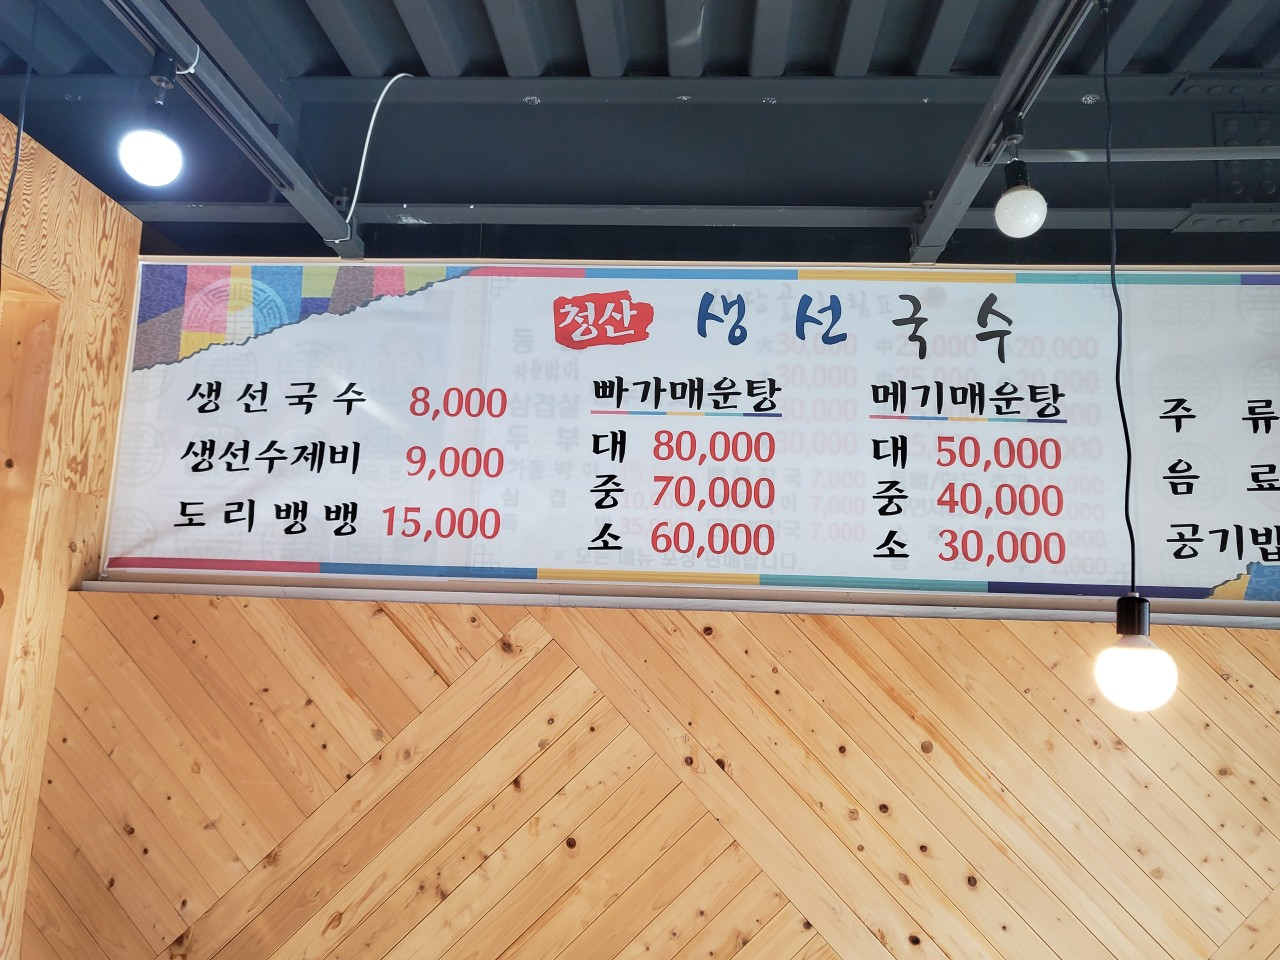 청산 생선국수
생선국수 8,000
생선수제비 9,000
도리뱅뱅 15,000
빠가매운탕
대 80,000
중 70,000
소 60,000
메기매운탕
대 50,000
중 40,000
소 30,000
주류
음료
공기밥